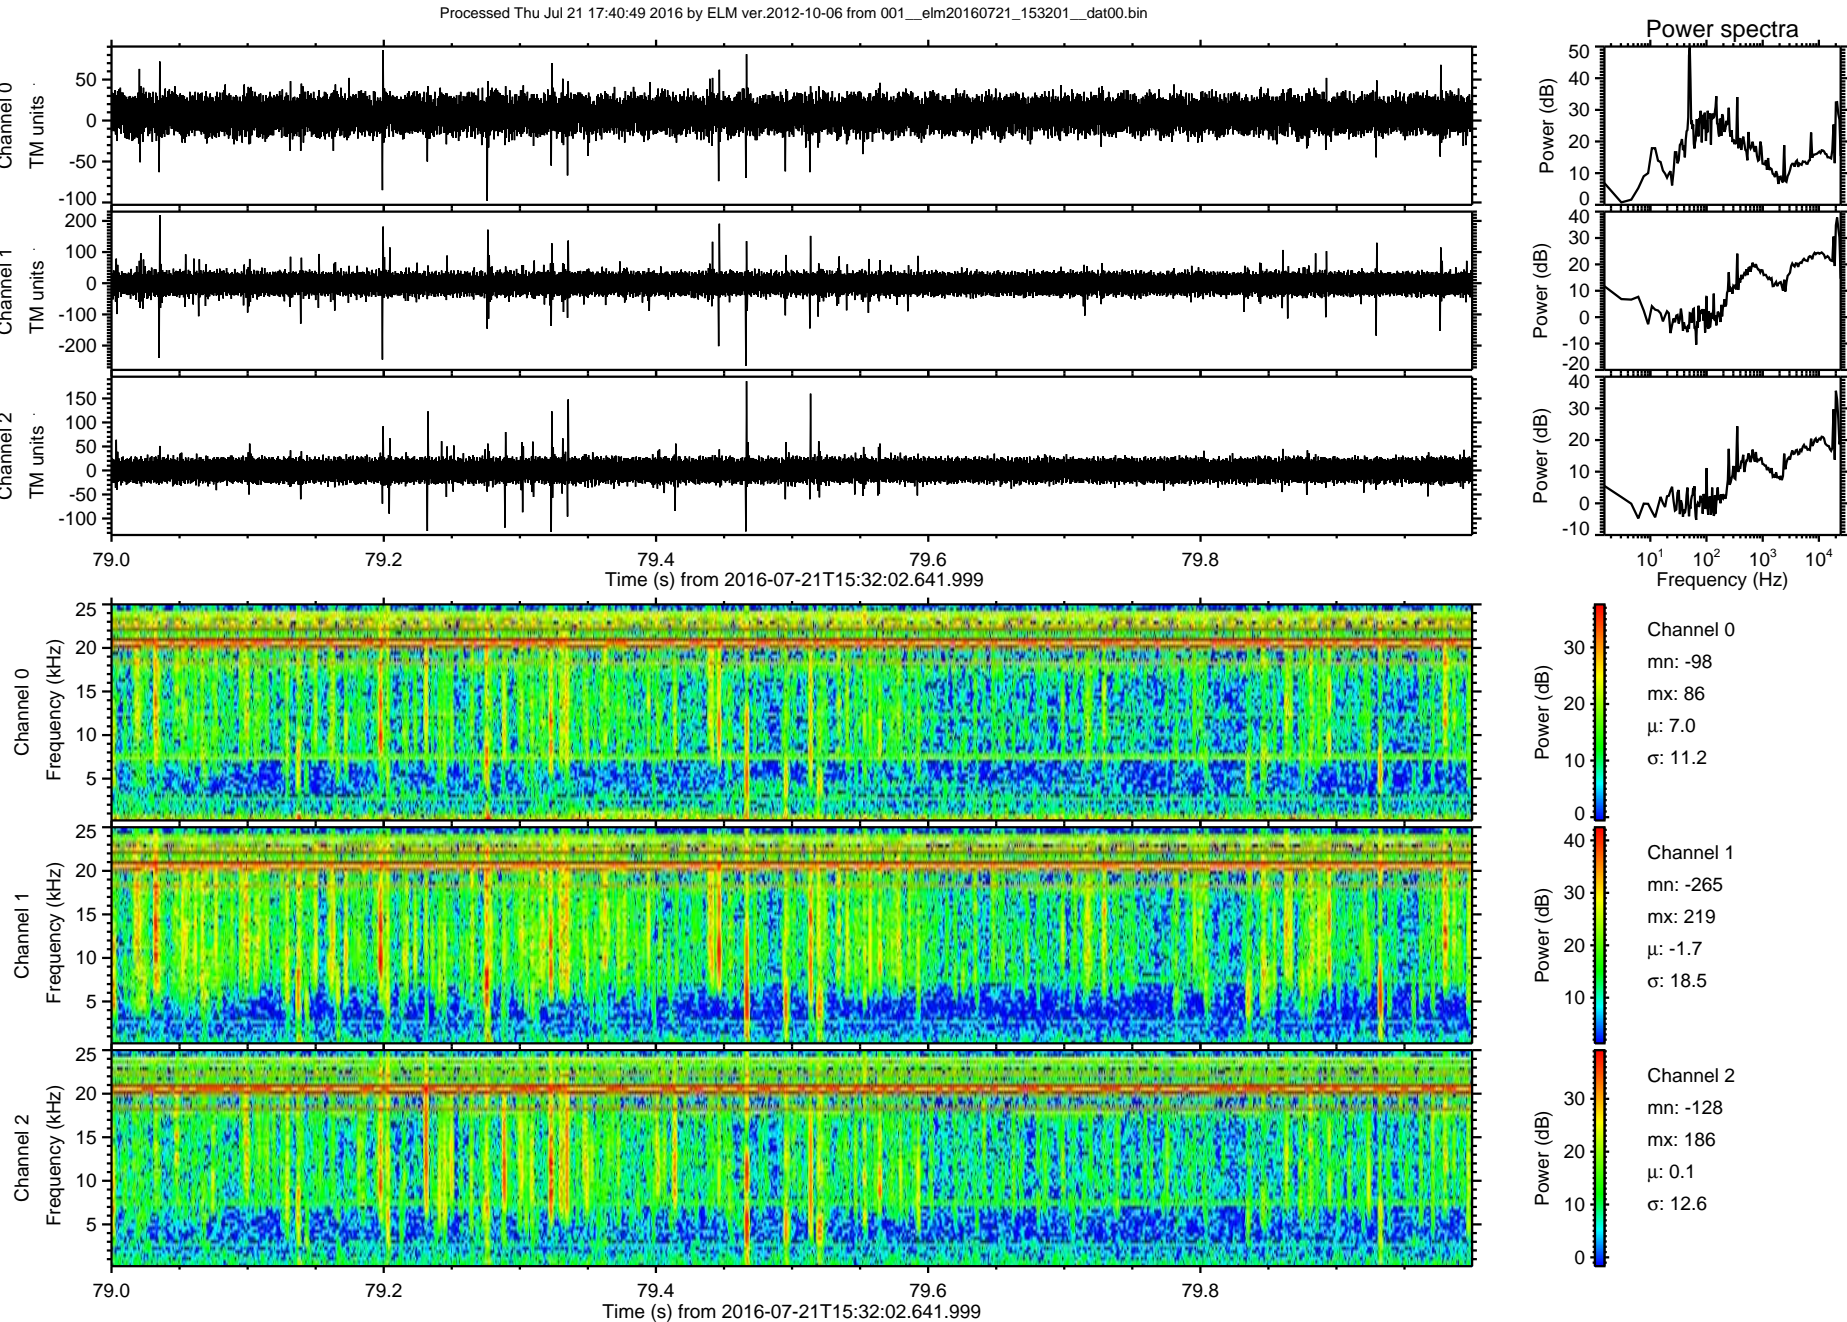 Processed Thu Jul 21 17:40:49 2016 by ELM ver.2012-10-06 from 001__elm20160721_153201__dat00.bin
Power spectra
Channel 0
TM units
50
0
-50
-100
Power (dB)
50
40
30
20
10
0
Channel 1
TM units
200
100
0
-100
-200
Power (dB)
40
30
20
10
0
-10
-20
Channel 2
TM units
150
100
50
0
-50
-100
Power (dB)
40
30
20
10
0
-10
79.0 79.2 79.4 79.6 79.8
Time (s) from 2016-07-21T15:32:02.641.999
10^1 10^2 10^3 10^4
Frequency (Hz)
Channel 0
Frequency (kHz)
25
20
15
10
5
Power (dB)
30
20
10
0
Channel 0
mn: -98
mx: 86
μ: 7.0
σ: 11.2
Channel 1
Frequency (kHz)
25
20
15
10
5
Power (dB)
40
30
20
10
Channel 1
mn: -265
mx: 219
μ: -1.7
σ: 18.5
Channel 2
Frequency (kHz)
25
20
15
10
5
Power (dB)
30
20
10
0
Channel 2
mn: -128
mx: 186
μ: 0.1
σ: 12.6
79.0 79.2 79.4 79.6 79.8
Time (s) from 2016-07-21T15:32:02.641.999